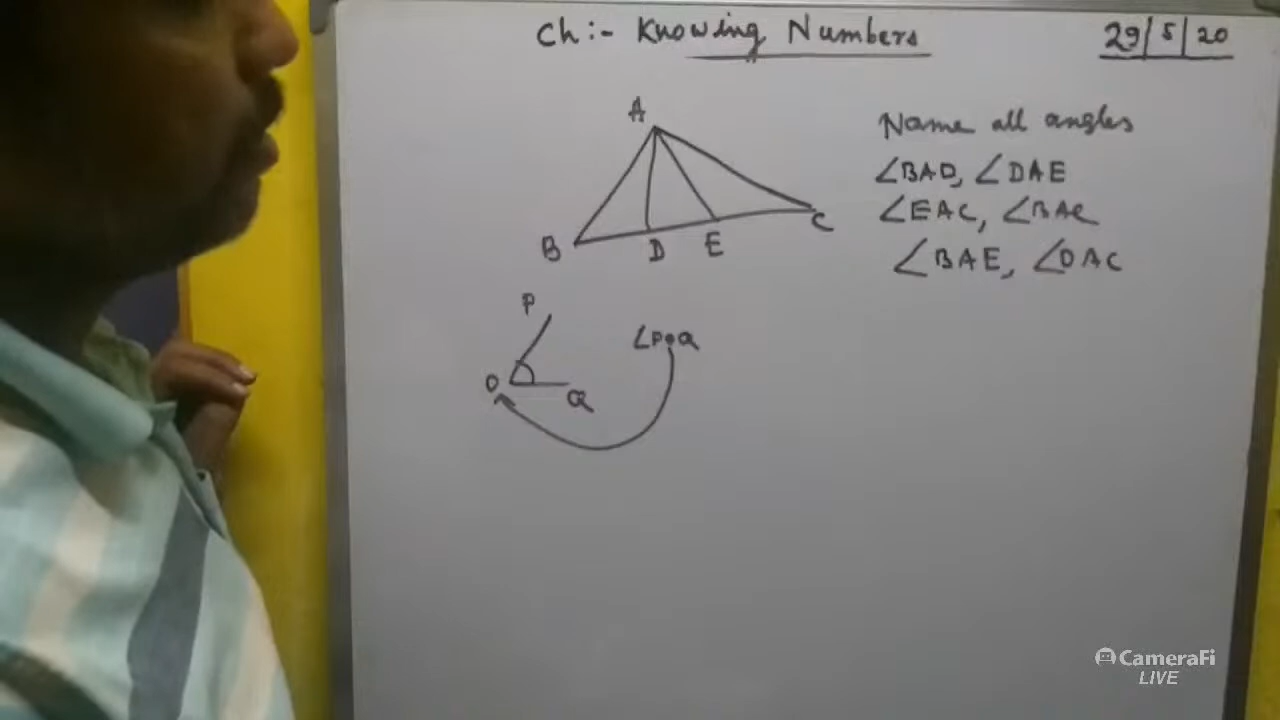 Ch:- Knowing Numbers
29/5/20
A
B
D
E
C
Name all angles
∠BAD, ∠DAE
∠EAC, ∠BAC
∠BAE, ∠DAC
P
O
Q
∠POQ
CameraFi
LIVE